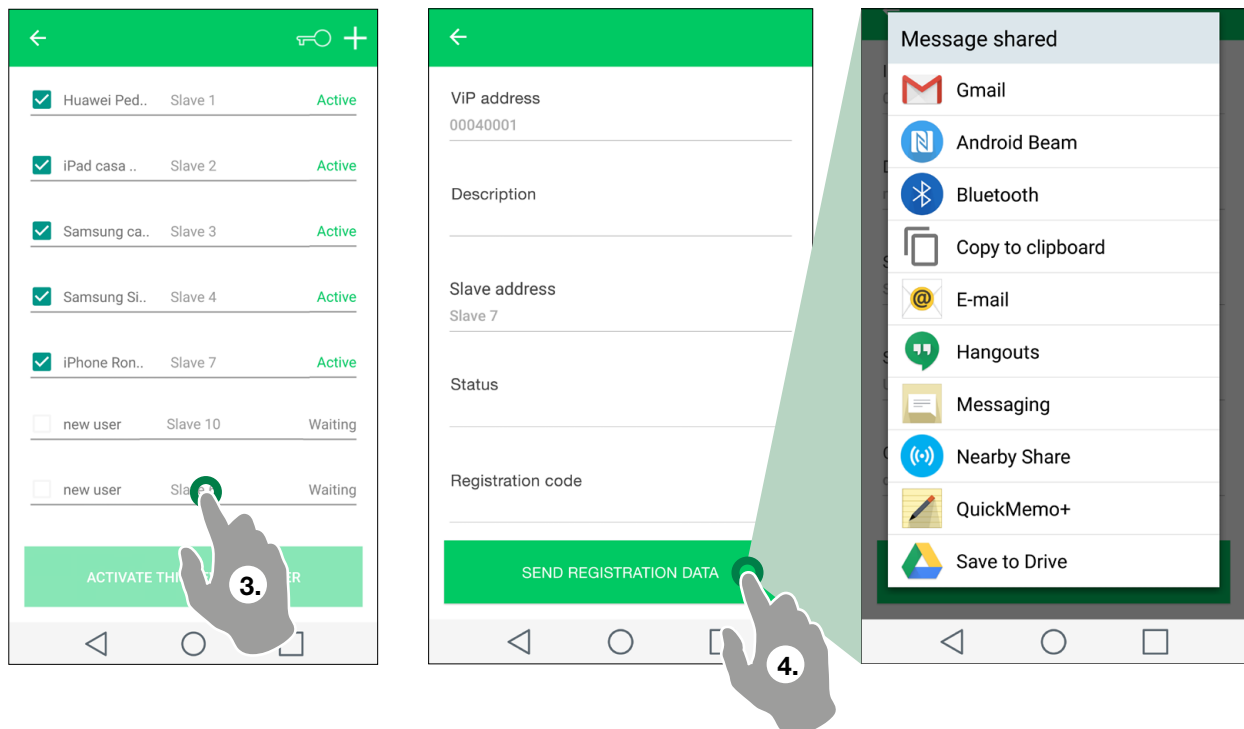 Huawei Ped.. Slave 1 Active
iPad casa .. Slave 2 Active
Samsung ca.. Slave 3 Active
Samsung Si.. Slave 4 Active
iPhone Ron.. Slave 7 Active
new user Slave 10 Waiting
new user Waiting
ACTIVATE
3.
ViP address
00040001
Description
Slave address
Slave 7
Status
Registration code
SEND REGISTRATION DATA
4.
Message shared
Gmail
Android Beam
Bluetooth
Copy to clipboard
@
E-mail
Hangouts
Messaging
Nearby Share
QuickMemo+
Save to Drive